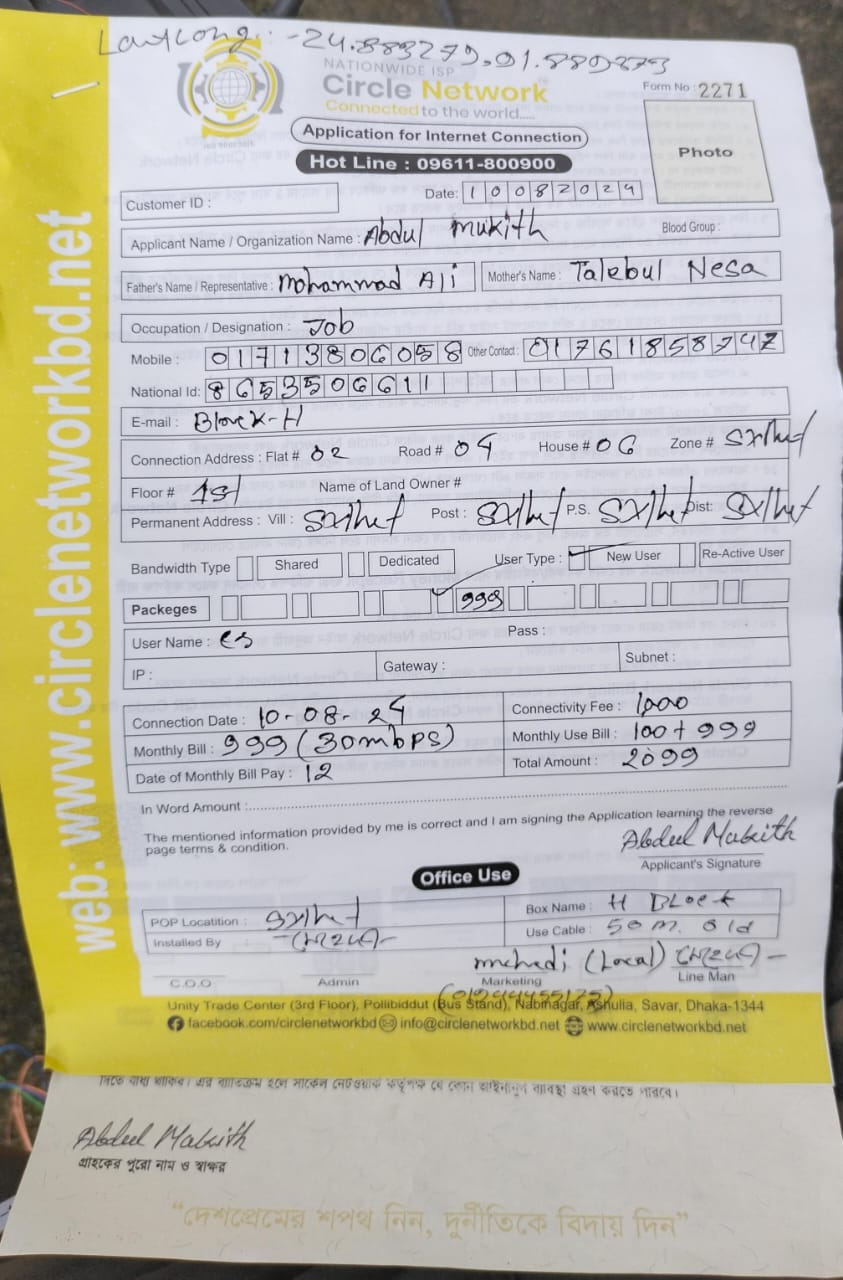 Lat Long: -24.883279, 91.880873
NATIONWIDE ISP
Circle Network
Connected to the world.....
Form No : 2271
Application for Internet Connection
Hot Line : 09611-800900
Photo
Customer ID :
Date: 10082024
Applicant Name / Organization Name : Abdul Mukith Blood Group :
Father's Name / Representative : Mohammad Ali Mother's Name : Talebul Nesa
Occupation / Designation : Job
Mobile : 01713806058 Other Contact : 01761858747
National Id: 8653506611
E-mail : Block-H
Connection Address : Flat # 02 Road # 04 House # 06 Zone # Sylhet
Floor # 1st Name of Land Owner #
Permanent Address : Vill : Sylhet Post : Sylhet P.S. Sylhet Dist: Sylhet
Bandwidth Type Shared Dedicated User Type : New User Re-Active User
Packeges 999
User Name : cs Pass :
IP : Gateway : Subnet :
Connection Date : 10-08-24 Connectivity Fee : 1000
Monthly Bill : 999 (30mbps) Monthly Use Bill : 100+999
Date of Monthly Bill Pay : 12 Total Amount : 2099
In Word Amount :
The mentioned information provided by me is correct and I am signing the Application learning the reverse
page terms & condition.
Abdul Mukith
Applicant's Signature
Office Use
POP Locatition : Sylhet Box Name : H Block
Installed By Use Cable : 50 m. old
mehedi (Local)
C.O.O Admin Marketing Line Man
Unity Trade Center (3rd Floor), Pollibiddut (Bus Stand), Nabinagar, Ashulia, Savar, Dhaka-1344
facebook.com/circlenetworkbd info@circlenetworkbd.net www.circlenetworkbd.net
web: www.circlenetworkbd.net
দিতে বাধ্য থাকিব। এর ব্যতিক্রম হলে সার্কেল নেটওয়ার্ক কর্তৃপক্ষ যে কোন আইনানুগ ব্যবস্থা গ্রহন করতে পারবে।
Abdul Mukith
গ্রাহকের পুরো নাম ও স্বাক্ষর
“দেশপ্রেমের শপথ নিন, দুর্নীতিকে বিদায় দিন”